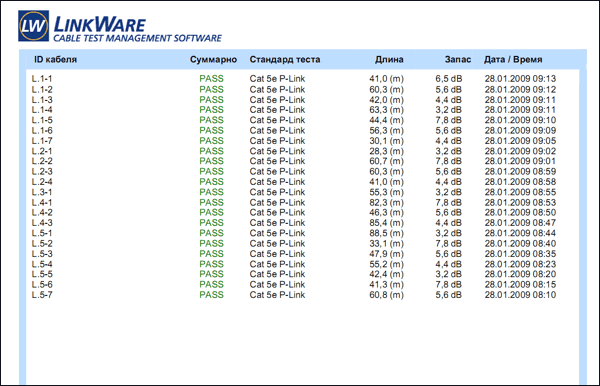 LW LINKWARE
CABLE TEST MANAGEMENT SOFTWARE
ID кабеля Суммарно Стандард теста Длина Запас Дата / Время
L.1-1 PASS Cat 5e P-Link 41,0 (m) 6,5 dB 28.01.2009 09:13
L.1-2 PASS Cat 5e P-Link 60,3 (m) 5,6 dB 28.01.2009 09:12
L.1-3 PASS Cat 5e P-Link 42,0 (m) 4,4 dB 28.01.2009 09:11
L.1-4 PASS Cat 5e P-Link 63,3 (m) 3,2 dB 28.01.2009 09:11
L.1-5 PASS Cat 5e P-Link 44,4 (m) 7,8 dB 28.01.2009 09:10
L.1-6 PASS Cat 5e P-Link 56,3 (m) 5,6 dB 28.01.2009 09:09
L.1-7 PASS Cat 5e P-Link 30,1 (m) 4,4 dB 28.01.2009 09:05
L.2-1 PASS Cat 5e P-Link 28,3 (m) 3,2 dB 28.01.2009 09:02
L.2-2 PASS Cat 5e P-Link 60,7 (m) 7,8 dB 28.01.2009 09:01
L.2-3 PASS Cat 5e P-Link 60,3 (m) 5,6 dB 28.01.2009 08:59
L.2-4 PASS Cat 5e P-Link 41,0 (m) 4,4 dB 28.01.2009 08:58
L.3-1 PASS Cat 5e P-Link 55,3 (m) 3,2 dB 28.01.2009 08:55
L.4-1 PASS Cat 5e P-Link 82,3 (m) 7,8 dB 28.01.2009 08:53
L.4-2 PASS Cat 5e P-Link 46,3 (m) 5,6 dB 28.01.2009 08:50
L.4-3 PASS Cat 5e P-Link 85,4 (m) 4,4 dB 28.01.2009 08:47
L.5-1 PASS Cat 5e P-Link 88,5 (m) 3,2 dB 28.01.2009 08:44
L.5-2 PASS Cat 5e P-Link 33,1 (m) 7,8 dB 28.01.2009 08:40
L.5-3 PASS Cat 5e P-Link 47,9 (m) 5,6 dB 28.01.2009 08:35
L.5-4 PASS Cat 5e P-Link 55,2 (m) 4,4 dB 28.01.2009 08:23
L.5-5 PASS Cat 5e P-Link 42,4 (m) 3,2 dB 28.01.2009 08:20
L.5-6 PASS Cat 5e P-Link 41,3 (m) 7,8 dB 28.01.2009 08:15
L.5-7 PASS Cat 5e P-Link 60,8 (m) 5,6 dB 28.01.2009 08:10